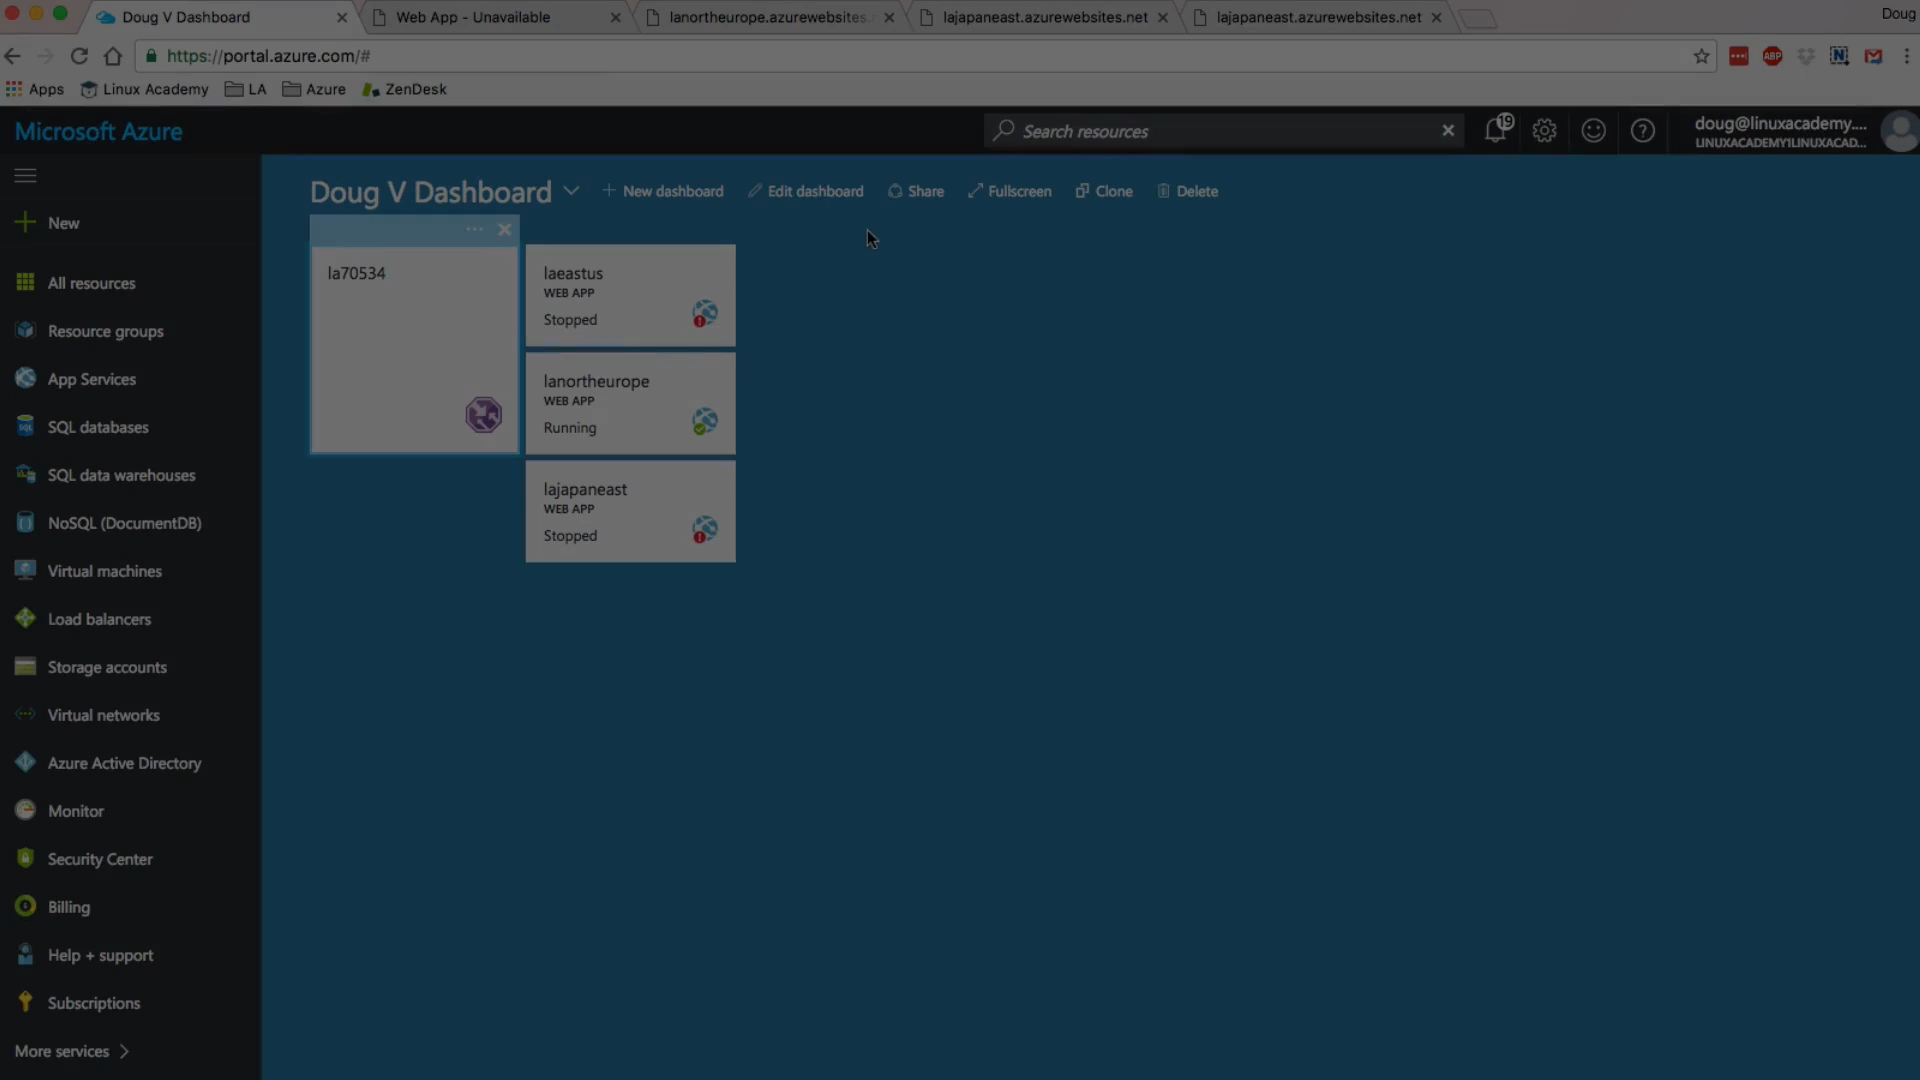 Doug V Dashboard
Web App - Unavailable
lanortheurope.azurewebsites.
lajapaneast.azurewebsites.net
lajapaneast.azurewebsites.net
Doug
https://portal.azure.com/#
ABP
N
Apps
Linux Academy
LA
Azure
ZenDesk
Microsoft Azure
Search resources
19
doug@linuxacademy....
LINUXACADEMY1LINUXACAD...
Doug V Dashboard
New dashboard
Edit dashboard
Share
Fullscreen
Clone
Delete
New
All resources
Resource groups
App Services
SQL databases
SQL data warehouses
NoSQL (DocumentDB)
Virtual machines
Load balancers
Storage accounts
Virtual networks
Azure Active Directory
Monitor
Security Center
Billing
Help + support
Subscriptions
More services
la70534
laeastus
WEB APP
Stopped
lanortheurope
WEB APP
Running
lajapaneast
WEB APP
Stopped